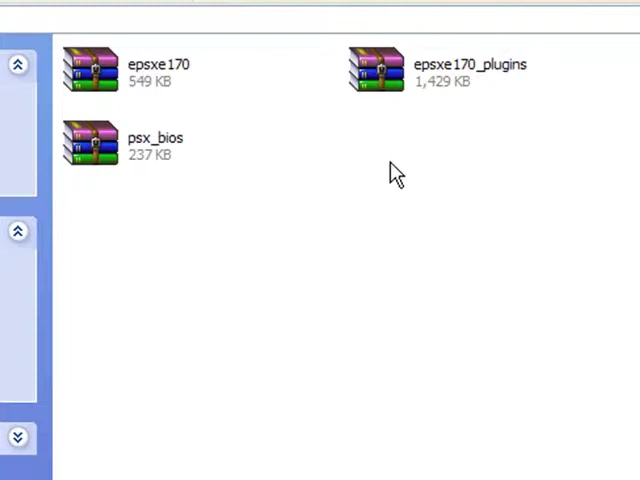 epsxe170
549 KB
epsxe170_plugins
1,429 KB
psx_bios
237 KB